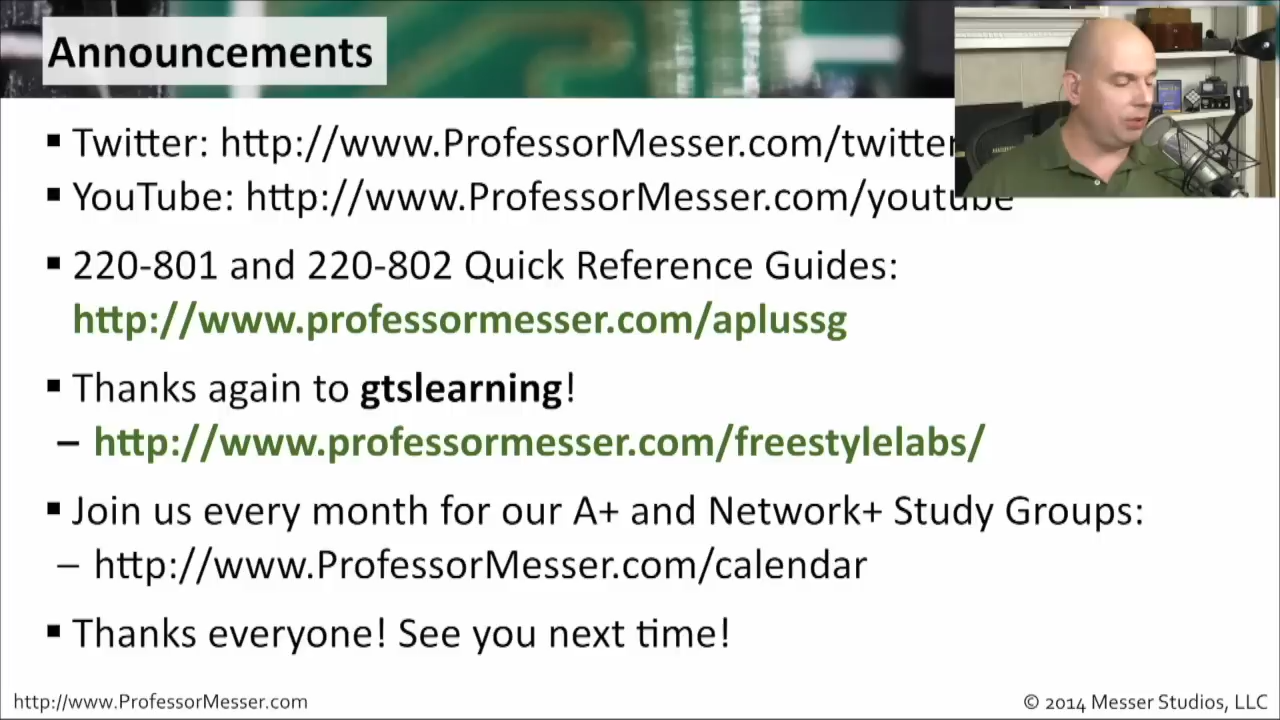 Announcements
▪ Twitter: http://www.ProfessorMesser.com/twitter
▪ YouTube: http://www.ProfessorMesser.com/youtube
▪ 220-801 and 220-802 Quick Reference Guides:
http://www.professormesser.com/aplussg
▪ Thanks again to gtslearning!
– http://www.professormesser.com/freestylelabs/
▪ Join us every month for our A+ and Network+ Study Groups:
– http://www.ProfessorMesser.com/calendar
▪ Thanks everyone! See you next time!
http://www.ProfessorMesser.com
© 2014 Messer Studios, LLC